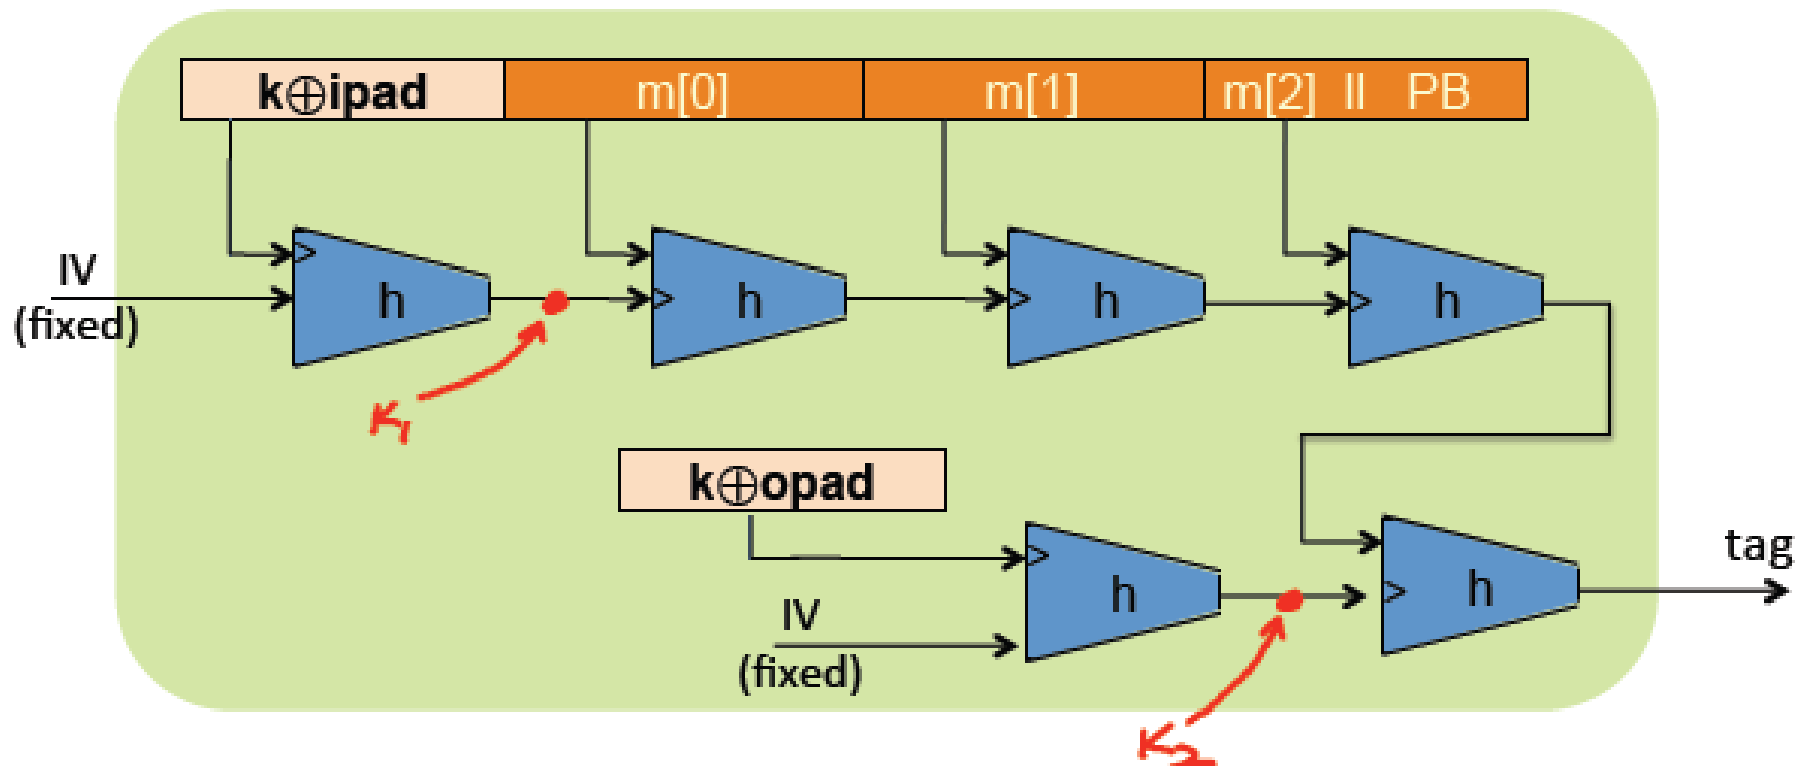 k⊕ipad m[0] m[1] m[2] ll PB
IV
(fixed)
h h h h
K1
k⊕opad
IV
(fixed)
h h
tag
K2